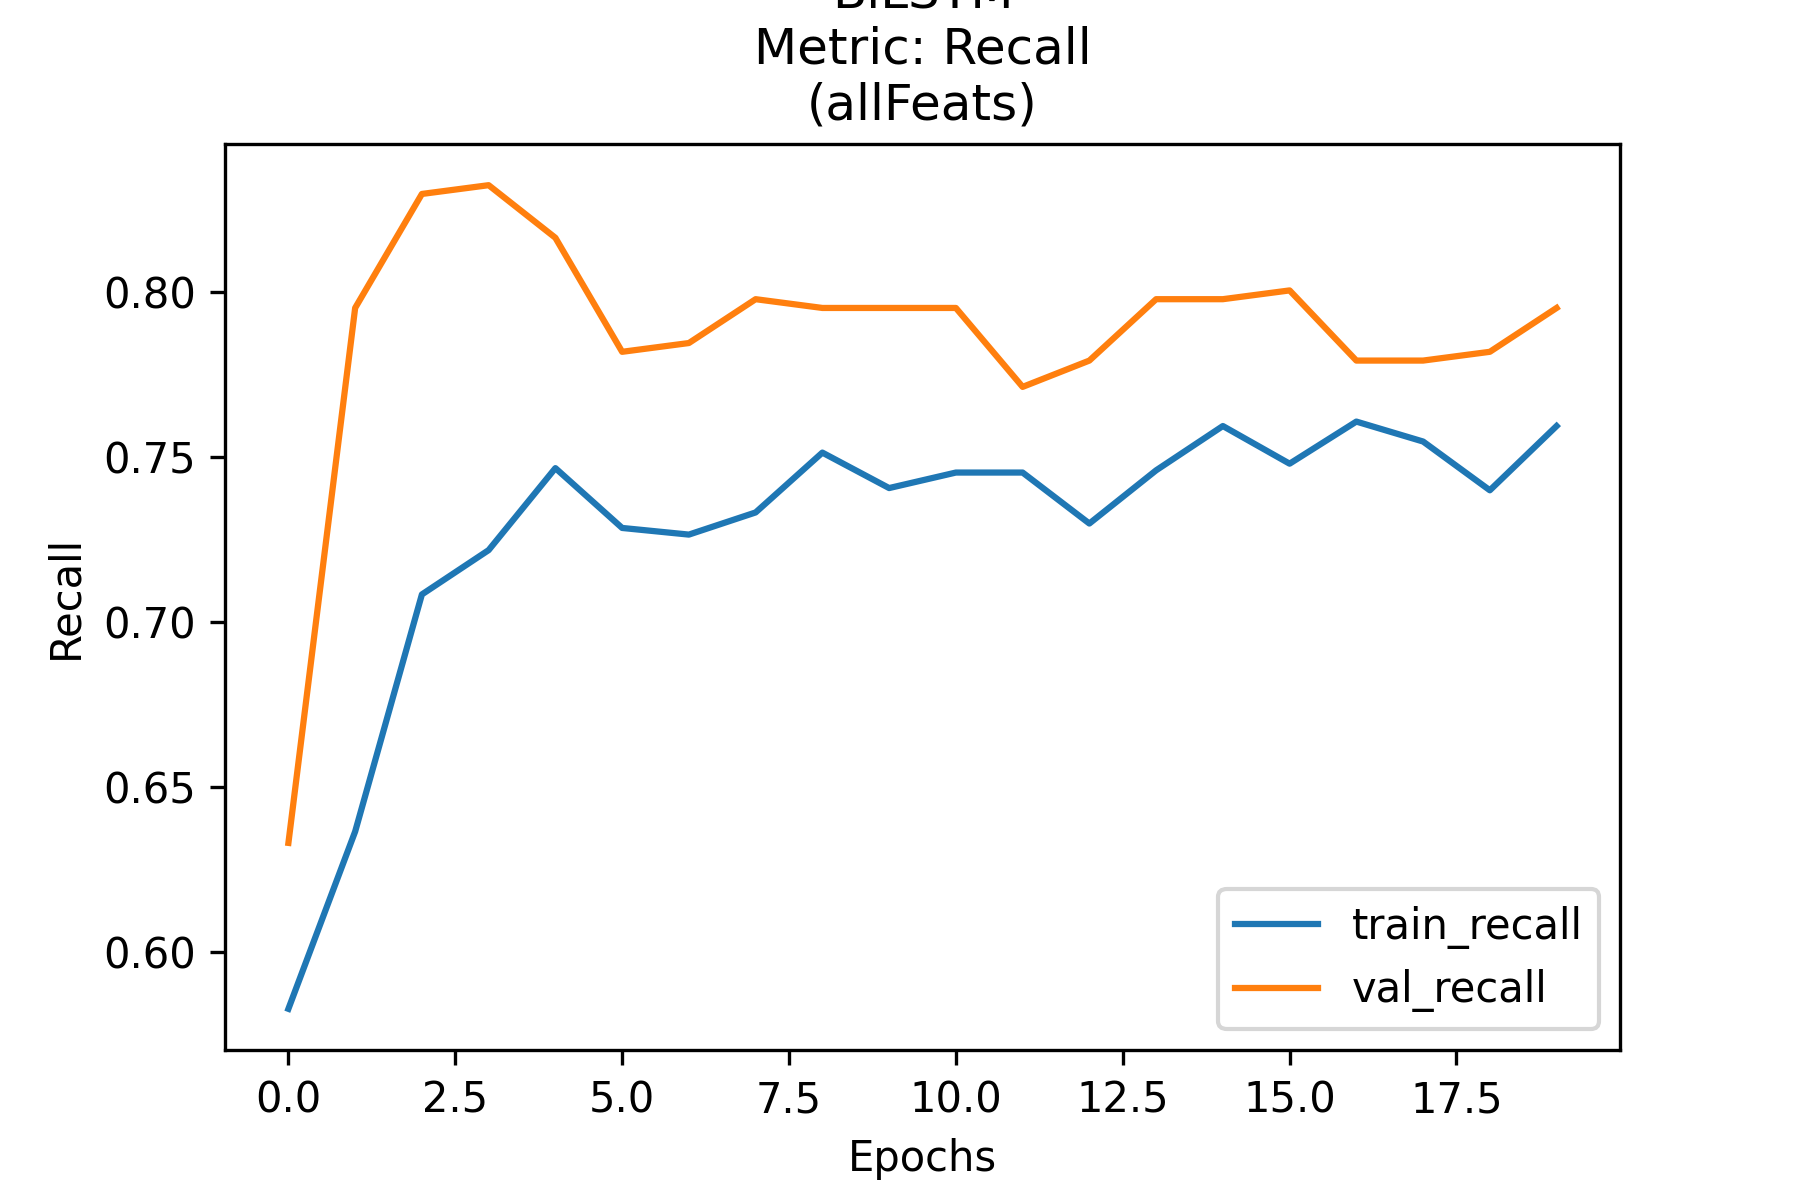 BiLSTM
Metric: Recall
(allFeats)
0.80
0.75
0.70
0.65
0.60
Recall
0.0 2.5 5.0 7.5 10.0 12.5 15.0 17.5
Epochs
train_recall
val_recall